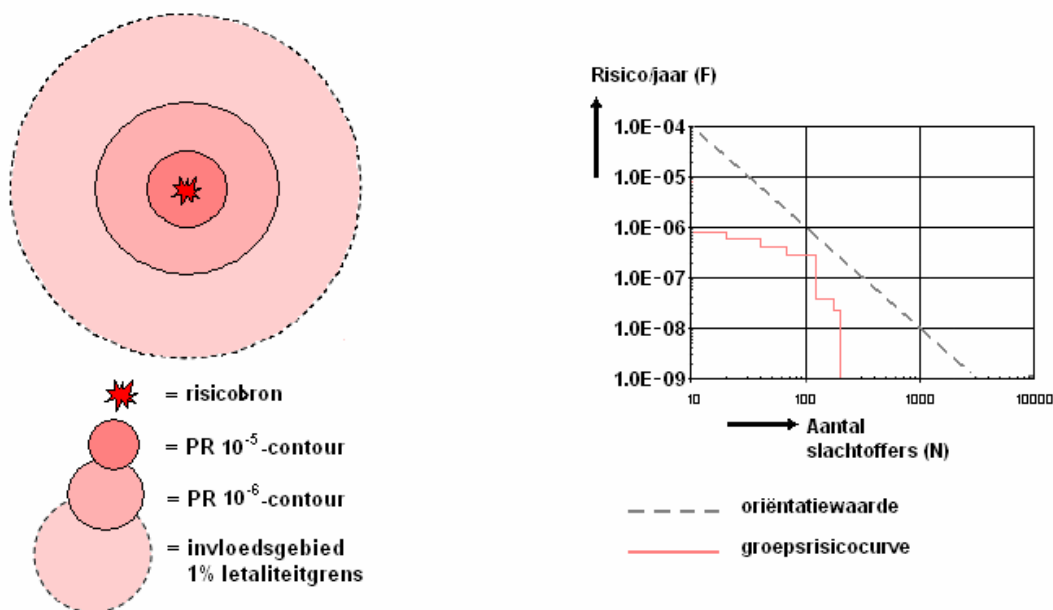 = risicobron
= PR 10⁻⁵-contour
= PR 10⁻⁶-contour
= invloedsgebied
1% letaliteitgrens
Risico/jaar (F)
1.0E-04
1.0E-05
1.0E-06
1.0E-07
1.0E-08
1.0E-09
10 100 1000 10000
Aantal
slachtoffers (N)
oriëntatiewaarde
groepsrisicocurve